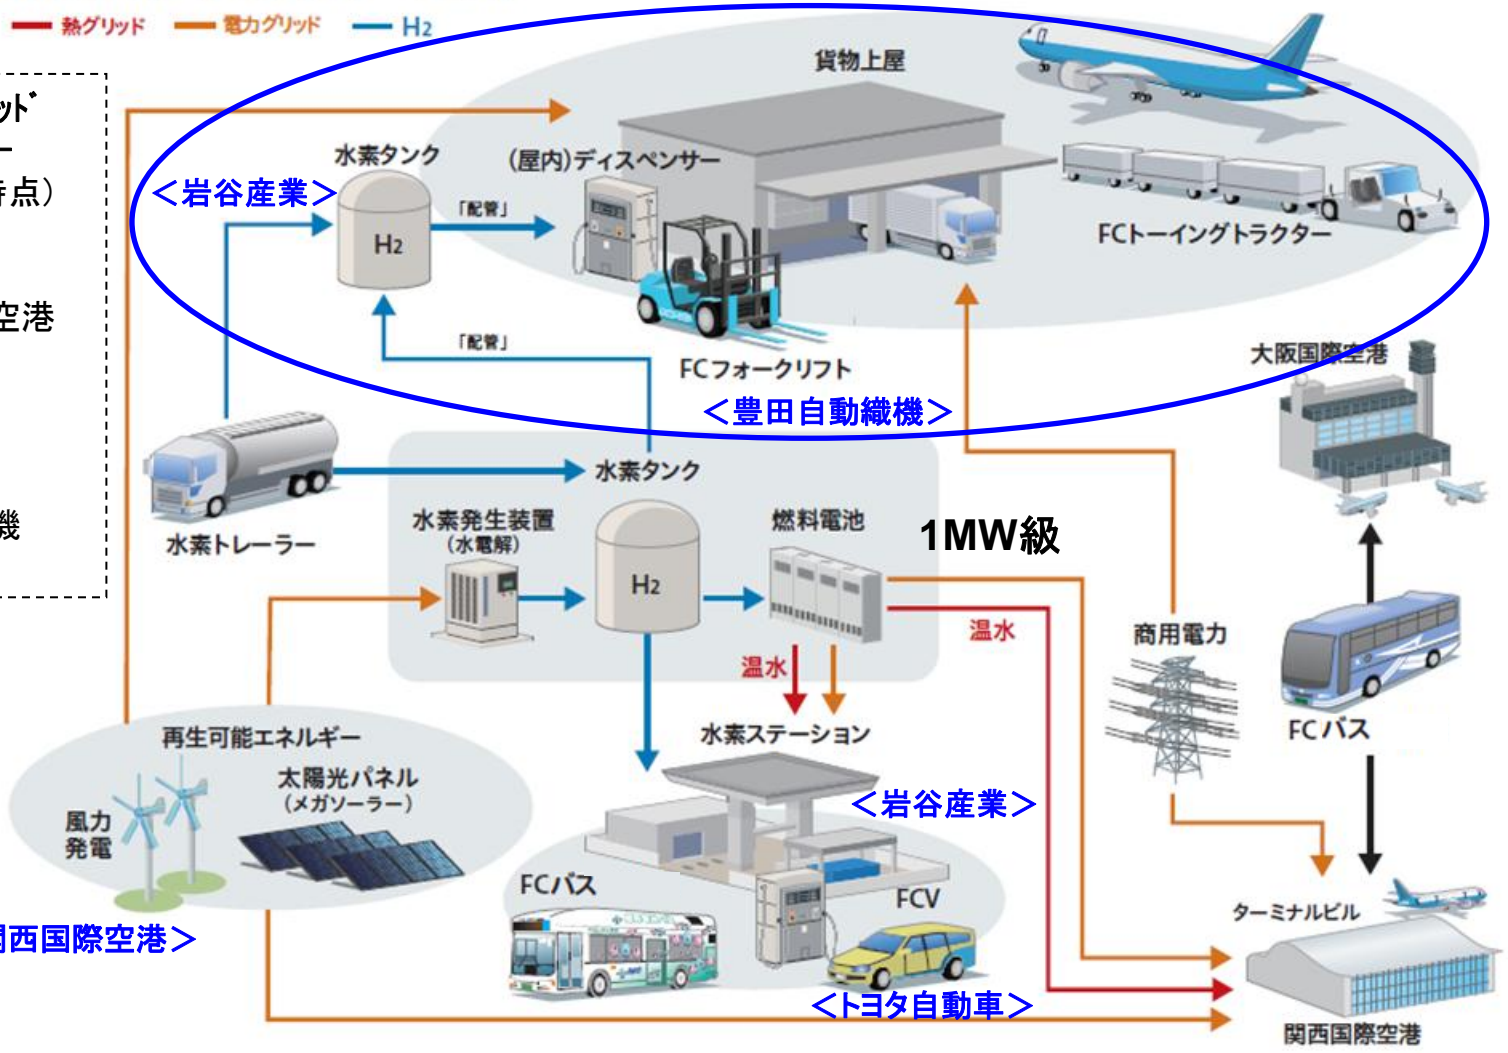 熱グリッド
電力グリッド
H2
ッド
ー
時点)
空港
機
貨物上屋
水素タンク
<岩谷産業>
H2
「配管」
(屋内)ディスペンサー
FCトーイングトラクター
「配管」
FCフォークリフト
<豊田自動織機>
大阪国際空港
水素トレーラー
水素タンク
水素発生装置
(水電解)
H2
燃料電池
1MW級
温水
温水
商用電力
FCバス
再生可能エネルギー
太陽光パネル
(メガソーラー)
風力
発電
関西国際空港>
水素ステーション
<岩谷産業>
FCバス
FCV
<トヨタ自動車>
ターミナルビル
関西国際空港